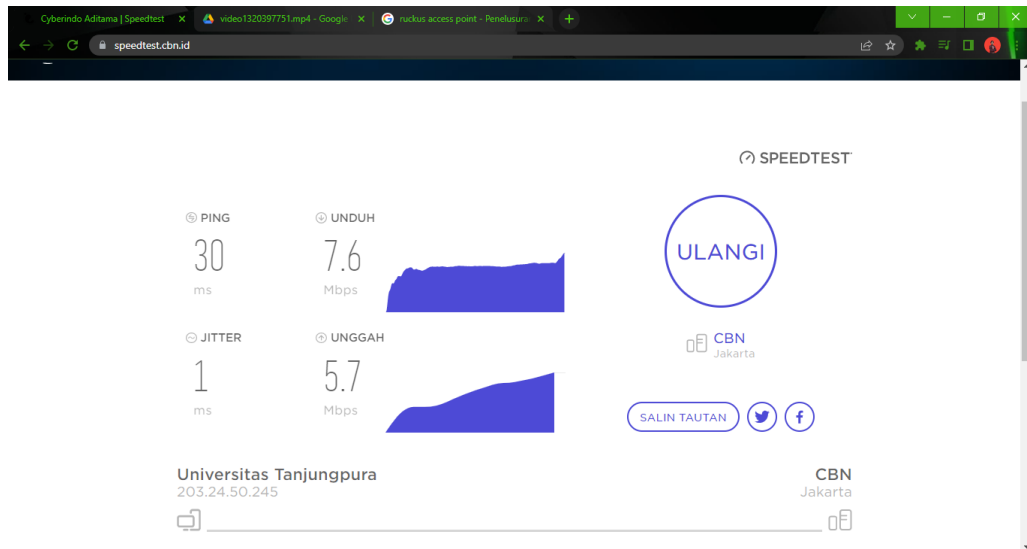 Cyberindo Aditama | Speedtest
video1320397751.mp4 - Google
ruckus access point - Penelusura
speedtest.cbn.id
SPEEDTEST
PING
30
ms
UNDUH
7.6
Mbps
ULANGI
JITTER
1
ms
UNGGAH
5.7
Mbps
CBN
Jakarta
SALIN TAUTAN
Universitas Tanjungpura
203.24.50.245
CBN
Jakarta